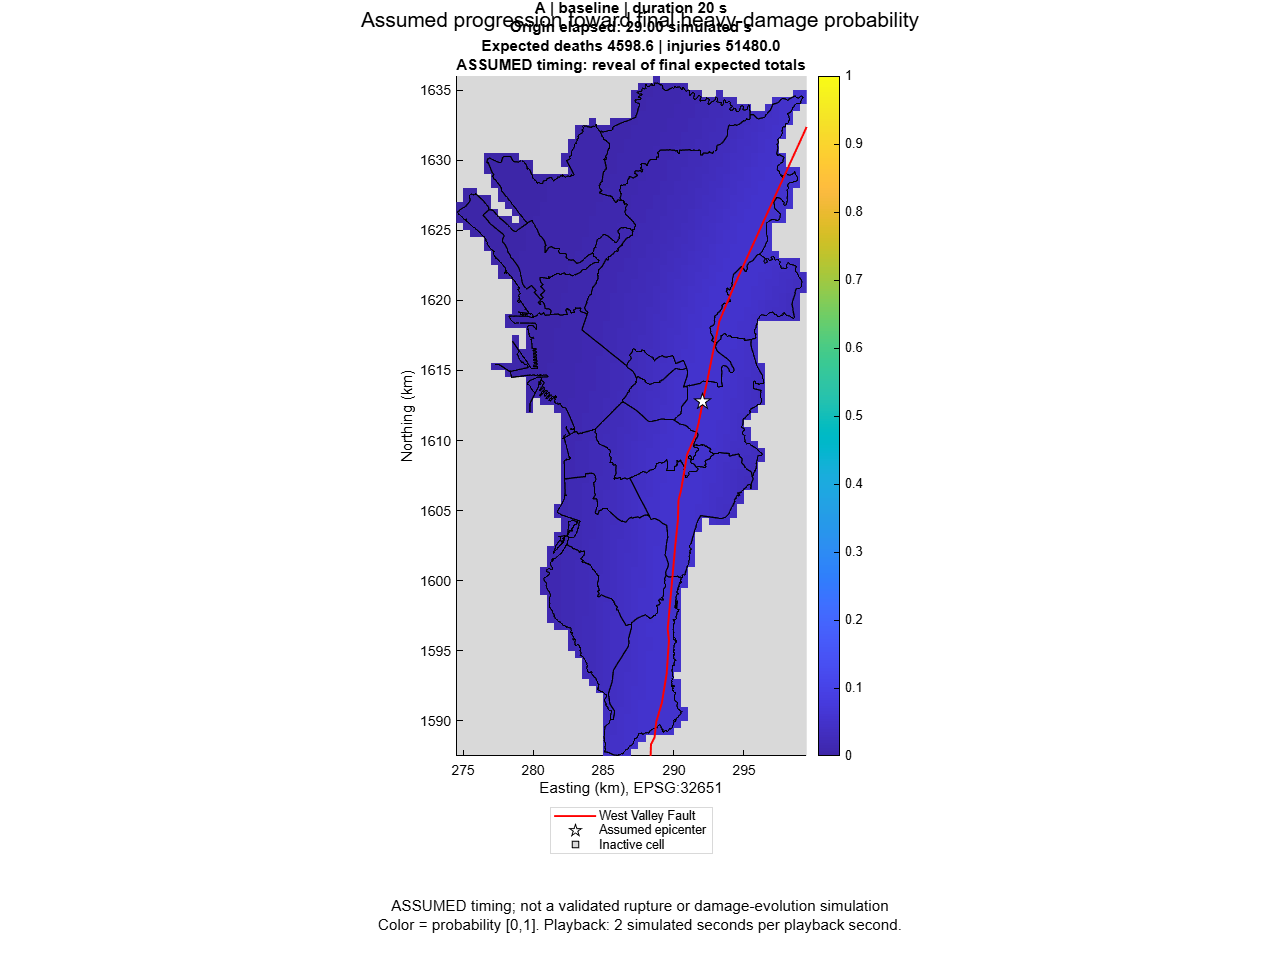 Assumed progression toward final heavy-damage probability
A | baseline | duration 20 s
Origin elapsed: 29.00 simulated s
Expected deaths 4598.6 | injuries 51480.0
ASSUMED timing: reveal of final expected totals
1635
1630
1625
1620
1615
1610
1605
1600
1595
1590
Northing (km)
275 280 285 290 295
Easting (km), EPSG:32651
1
0.9
0.8
0.7
0.6
0.5
0.4
0.3
0.2
0.1
0
West Valley Fault
Assumed epicenter
Inactive cell
ASSUMED timing; not a validated rupture or damage-evolution simulation
Color = probability [0,1]. Playback: 2 simulated seconds per playback second.